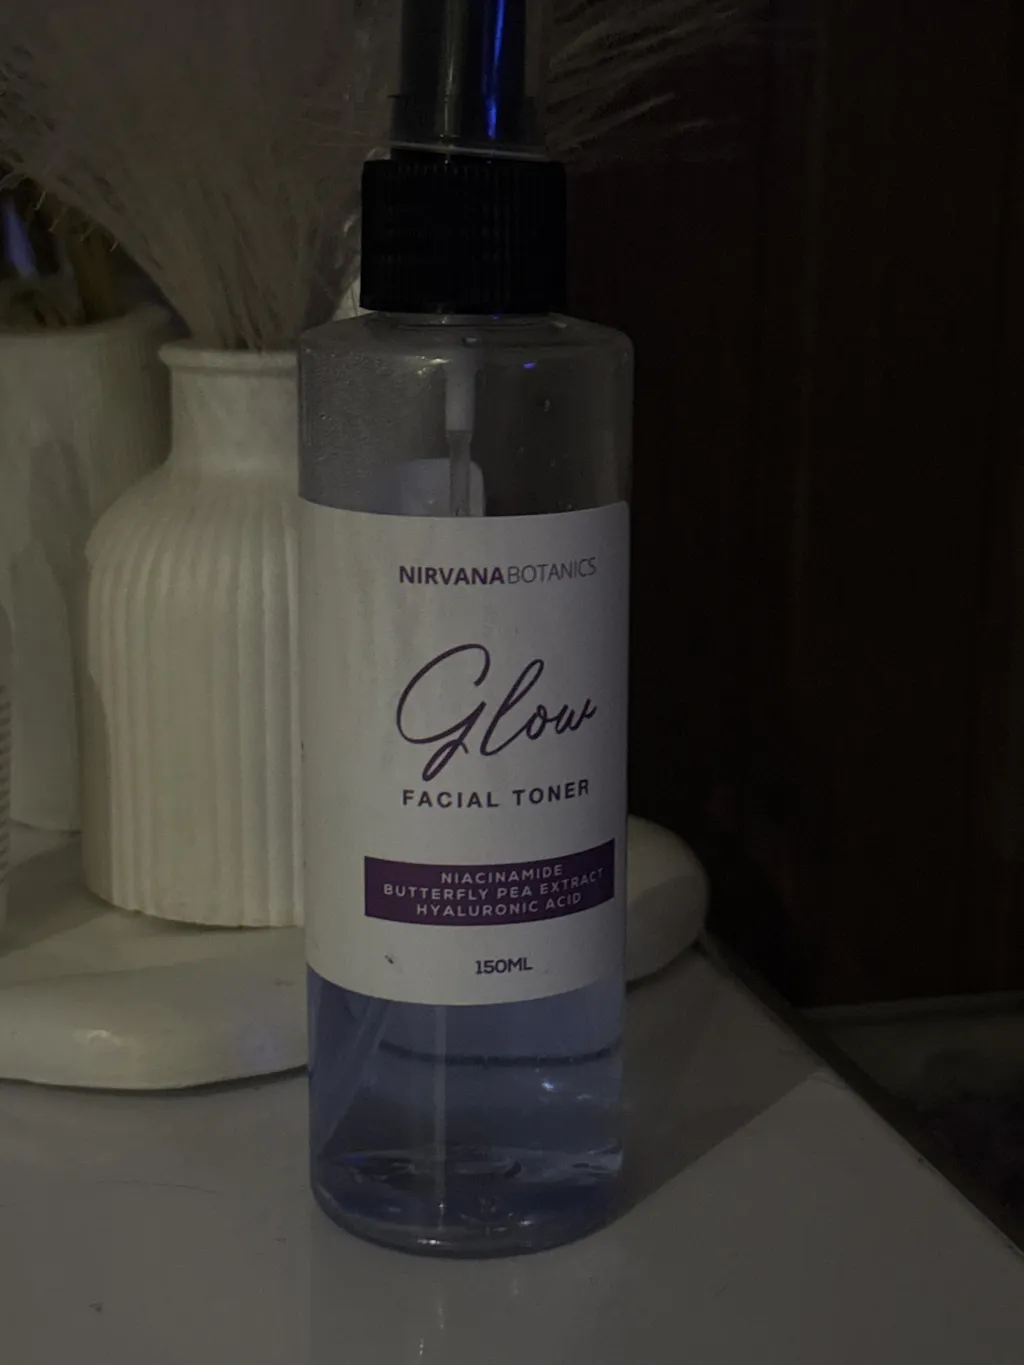 NIRVANABOTANICS
Glow
FACIAL TONER
NIACINAMIDE
BUTTERFLY PEA EXTRACT
HYALURONIC ACID
150ML